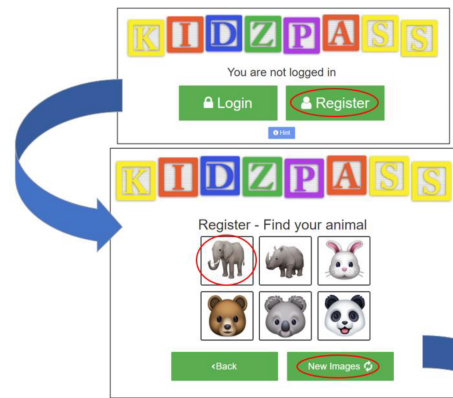 KIDZPASS
You are not logged in
Login Register
Hint
KIDZPASS
Register - Find your animal
<Back New Images